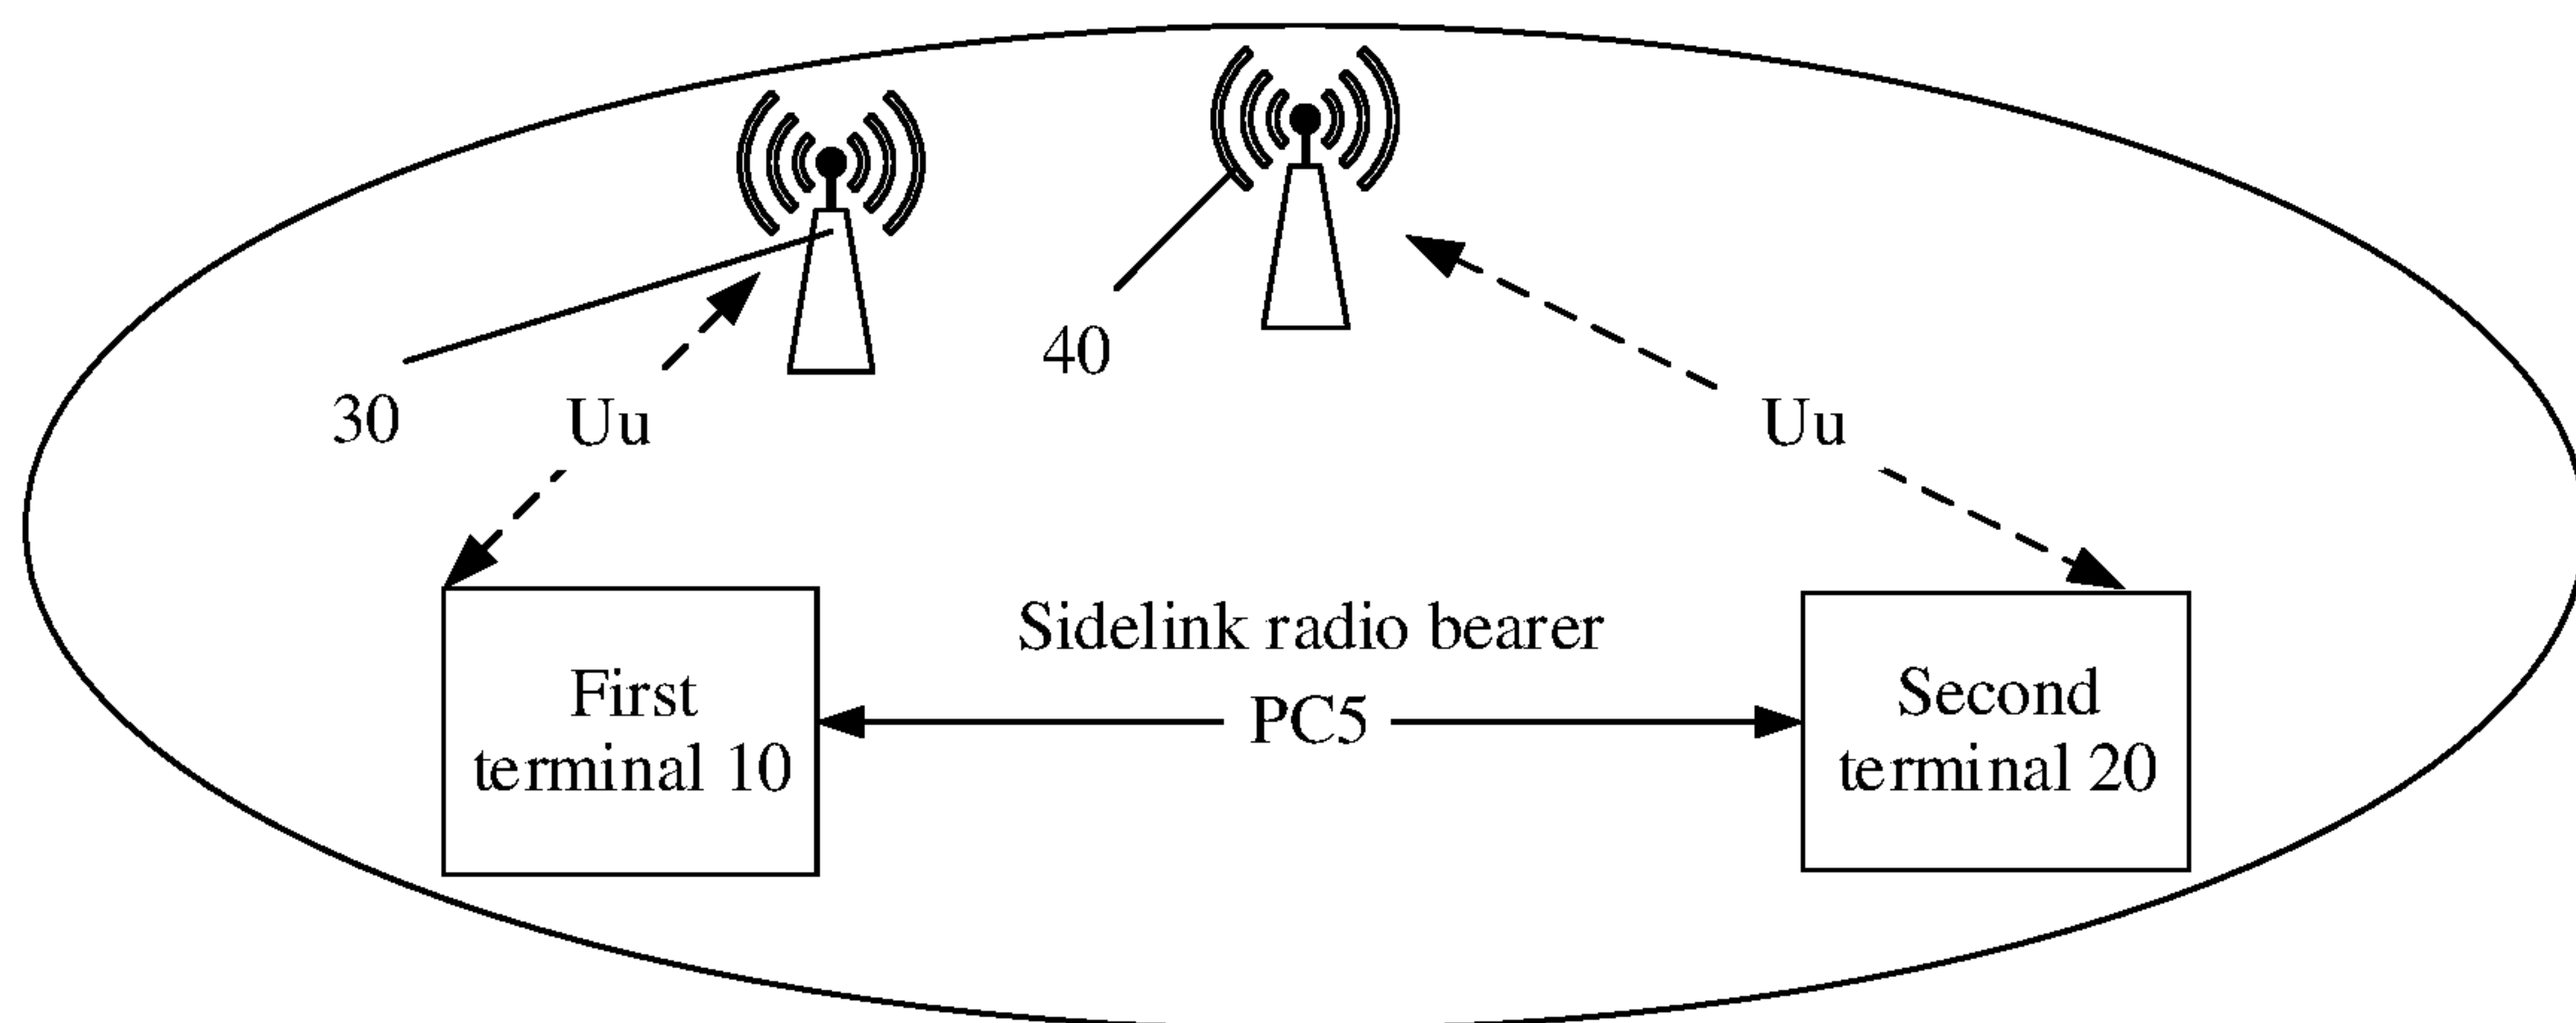 40
30
Uu
Uu
Sidelink radio bearer
First
terminal 10
PC5
Second
terminal 20